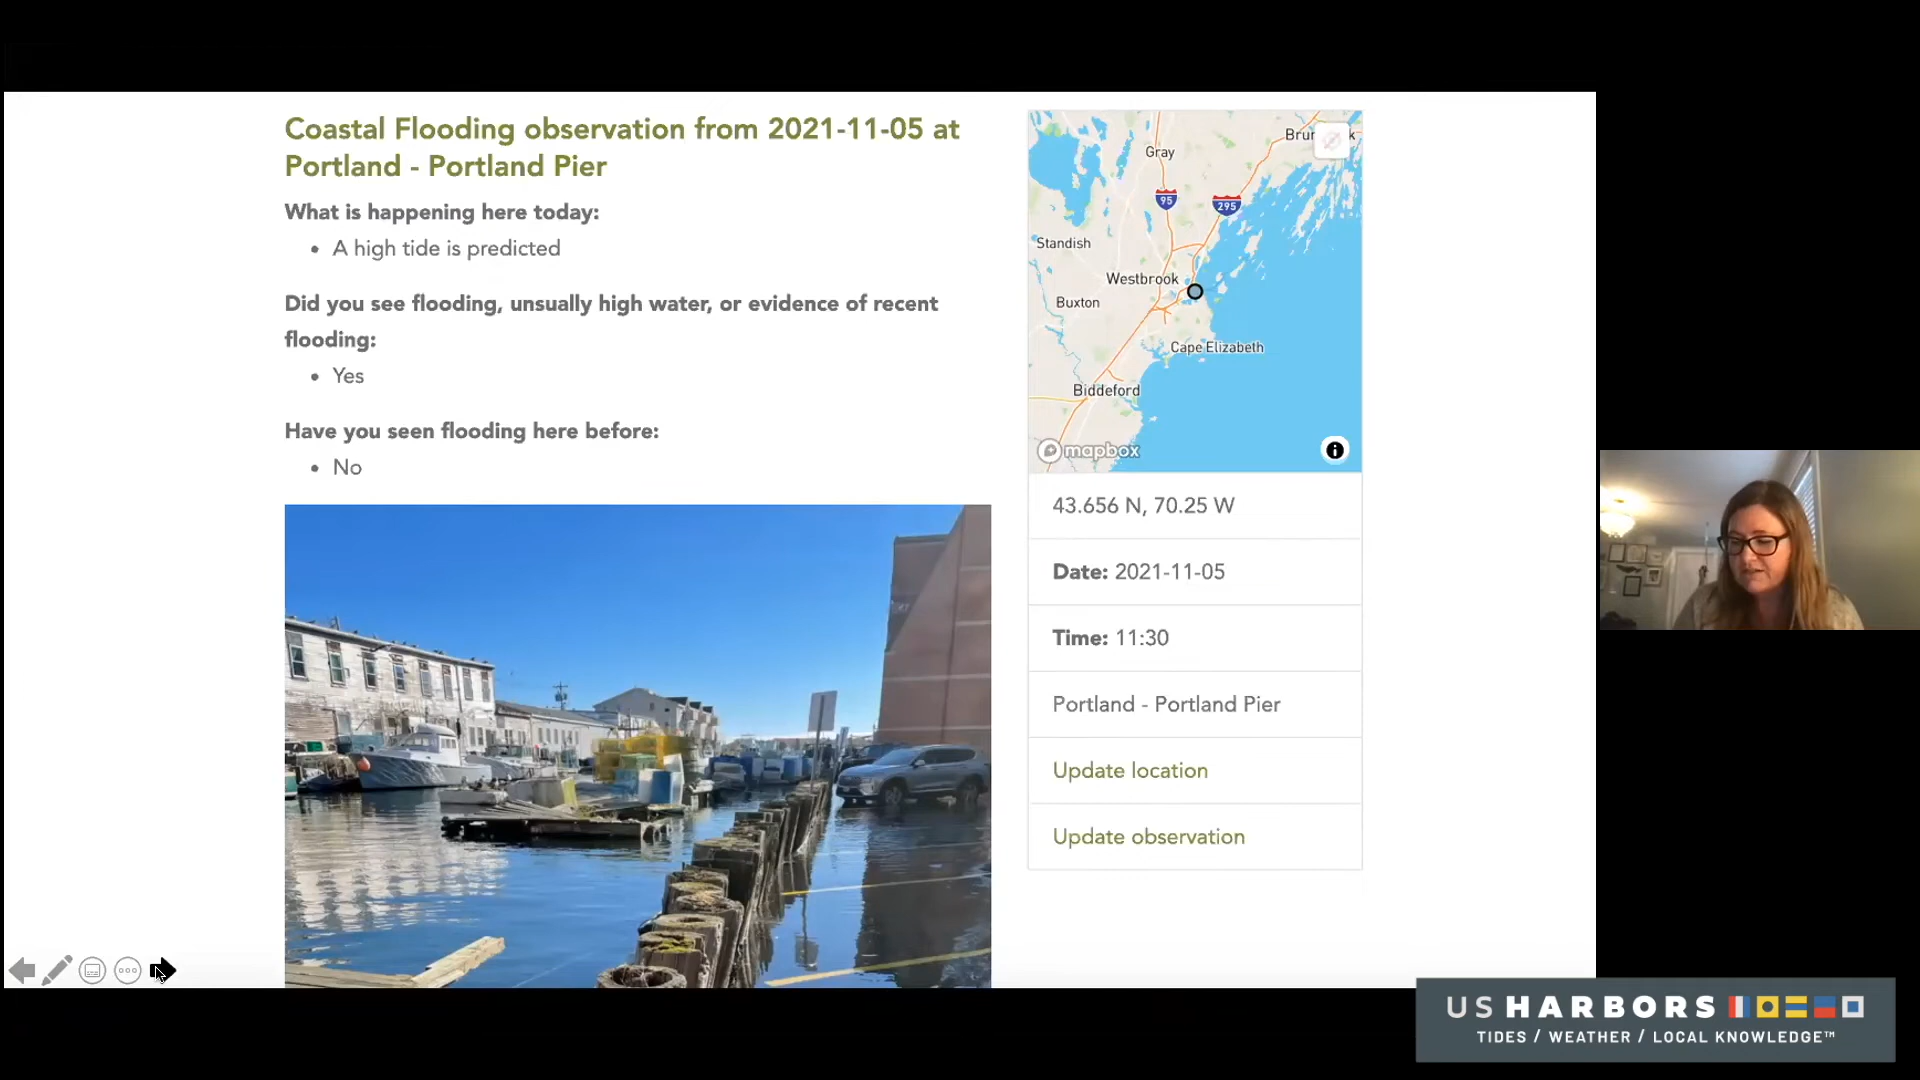 Coastal Flooding observation from 2021-11-05 at
Portland - Portland Pier
What is happening here today:
• A high tide is predicted
Did you see flooding, unsually high water, or evidence of recent
flooding:
• Yes
Have you seen flooding here before:
• No
Gray
95
295
Standish
Westbrook
Buxton
Cape Elizabeth
Biddeford
mapbox
43.656 N, 70.25 W
Date: 2021-11-05
Time: 11:30
Portland - Portland Pier
Update location
Update observation
US HARBORS
TIDES / WEATHER / LOCAL KNOWLEDGE™